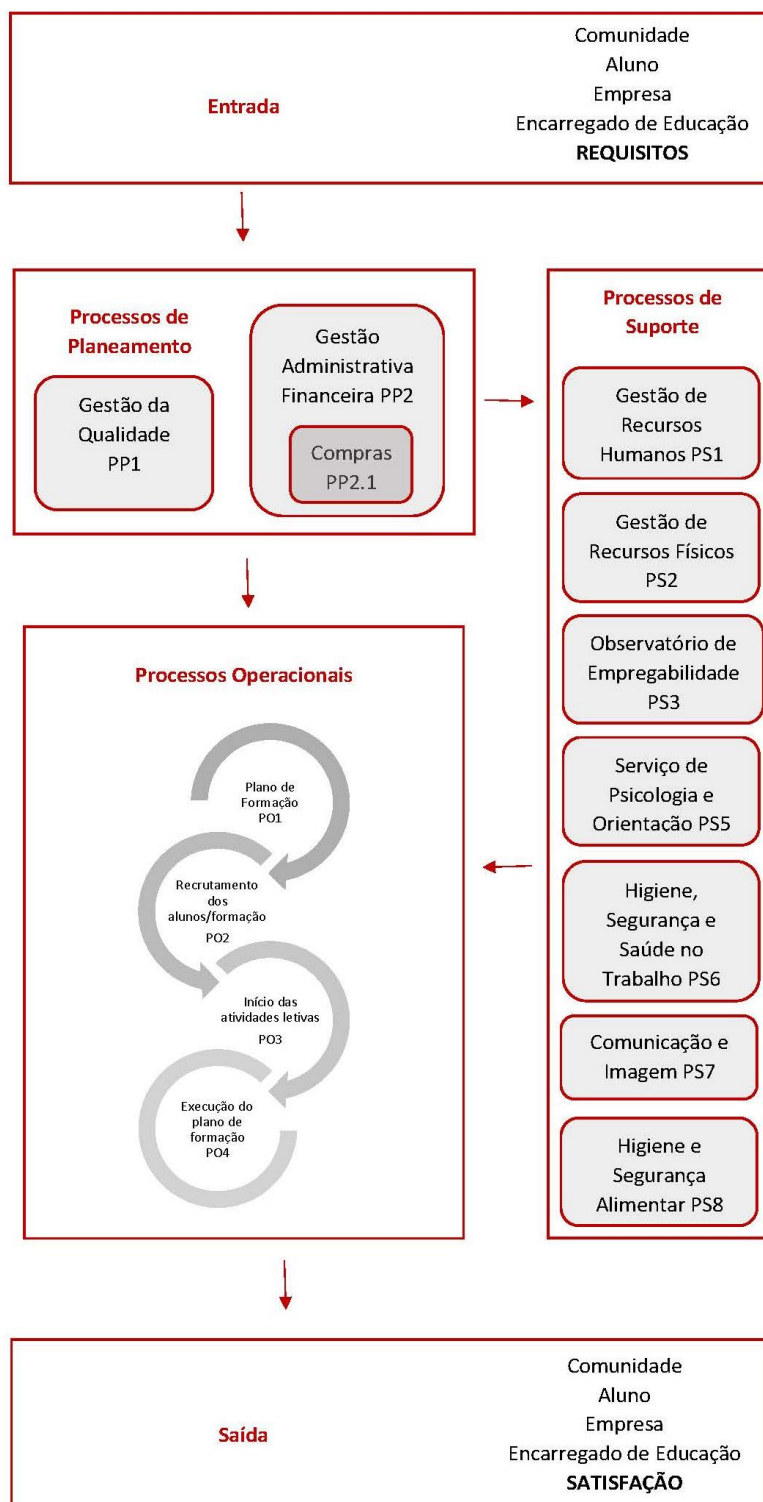 Comunidade
Aluno
Entrada
Empresa
Encarregado de Educação
REQUISITOS
Processos de
Planeamento
Gestão da
Qualidade
PP1
Gestão
Administrativa
Financeira PP2
Compras
PP2.1
Processos de
Suporte
Gestão de
Recursos
Humanos PS1
Gestão de
Recursos Físicos
PS2
Observatório de
Empregabilidade
PS3
Serviço de
Psicologia e
Orientação PS5
Higiene,
Segurança e
Saúde no
Trabalho PS6
Comunicação e
Imagem PS7
Higiene e
Segurança
Alimentar PS8
Processos Operacionais
Plano de
Formação
PO1
Recrutamento
dos
alunos/formação
PO2
Início das
atividades letivas
PO3
Execução do
plano de
formação
PO4
Comunidade
Aluno
Saída
Empresa
Encarregado de Educação
SATISFAÇÃO